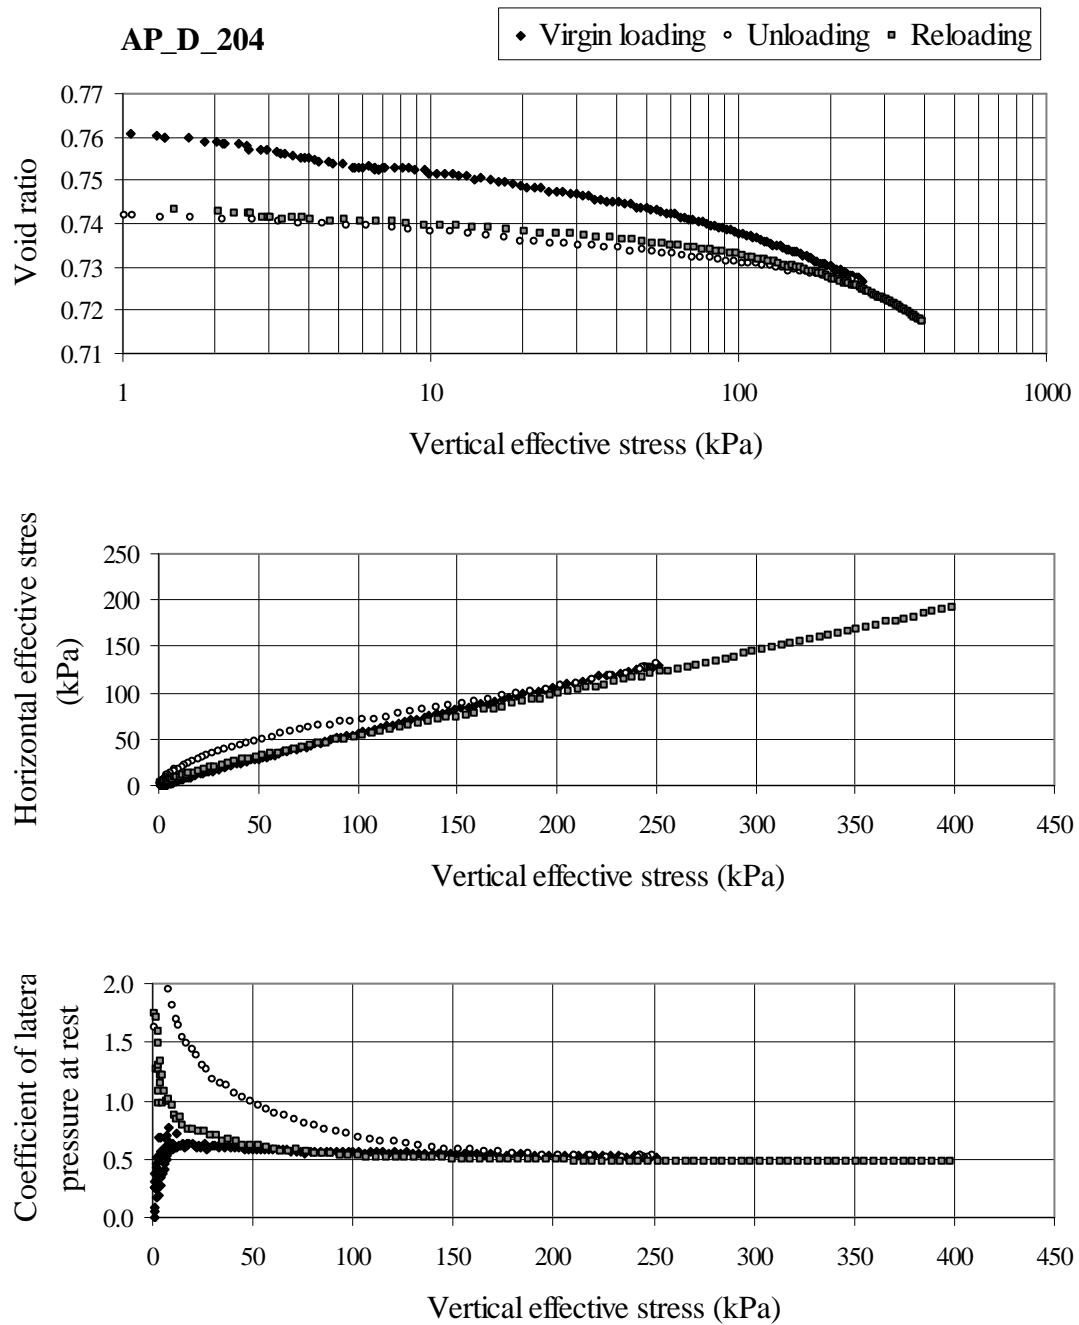 AP_D_204
Virgin loading Unloading Reloading
Void ratio
0.77
0.76
0.75
0.74
0.73
0.72
0.71
1 10 100 1000
Vertical effective stress (kPa)
Horizontal effective stres
(kPa)
250
200
150
100
50
0
0 50 100 150 200 250 300 350 400 450
Vertical effective stress (kPa)
Coefficient of latera
pressure at rest
2.0
1.5
1.0
0.5
0.0
0 50 100 150 200 250 300 350 400 450
Vertical effective stress (kPa)